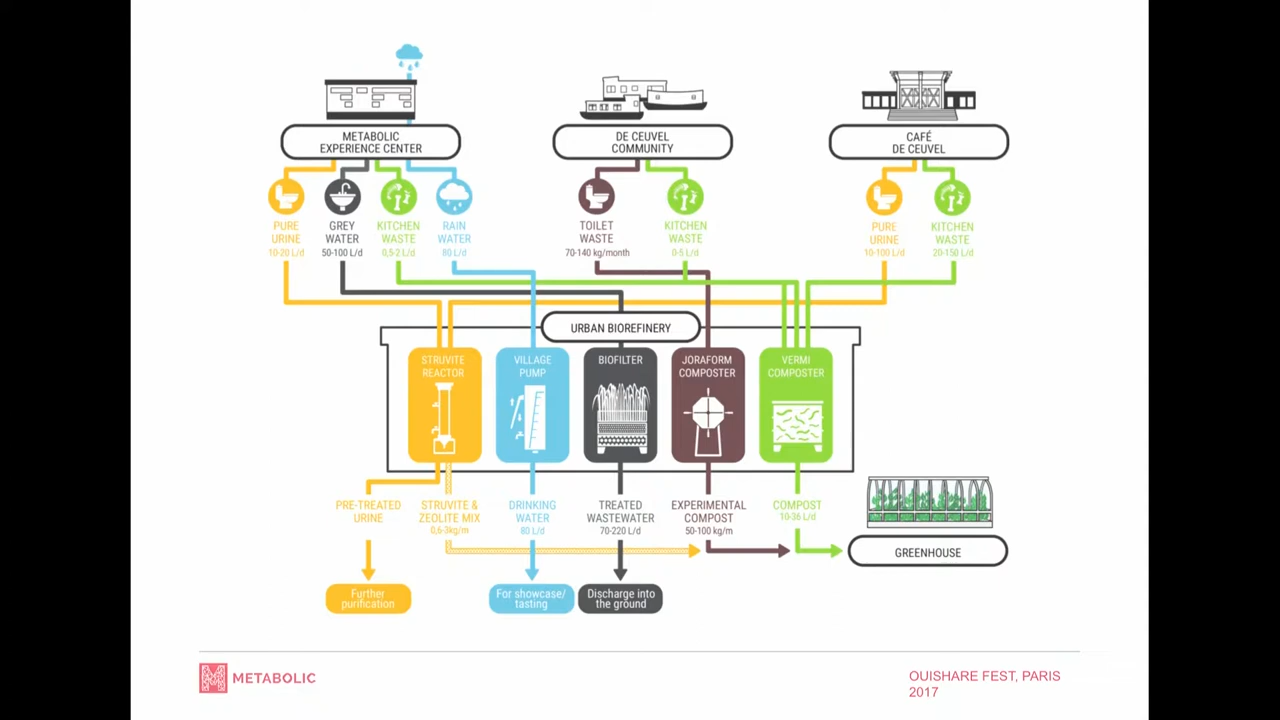 METABOLIC
EXPERIENCE CENTER
DE CEUVEL
COMMUNITY
CAFÉ
DE CEUVEL
PURE
URINE
10-20 L/d
GREY
WATER
50-100 L/d
KITCHEN
WASTE
0,5-2 L/d
RAIN
WATER
80 L/d
TOILET
WASTE
70-140 kg/month
KITCHEN
WASTE
0-5 L/d
PURE
URINE
10-100 L/d
KITCHEN
WASTE
20-150 L/d
URBAN BIOREFINERY
STRUVITE
REACTOR
VILLAGE
PUMP
BIOFILTER
JORAFORM
COMPOSTER
VERMI
COMPOSTER
PRE-TREATED
URINE
STRUVITE &
ZEOLITE MIX
0,6-3kg/m
DRINKING
WATER
80 L/d
TREATED
WASTEWATER
70-220 L/d
EXPERIMENTAL
COMPOST
50-100 kg/m
COMPOST
10-36 L/d
GREENHOUSE
Further
purification
For showcase/
tasting
Discharge into
the ground
METABOLIC
OUISHARE FEST, PARIS
2017